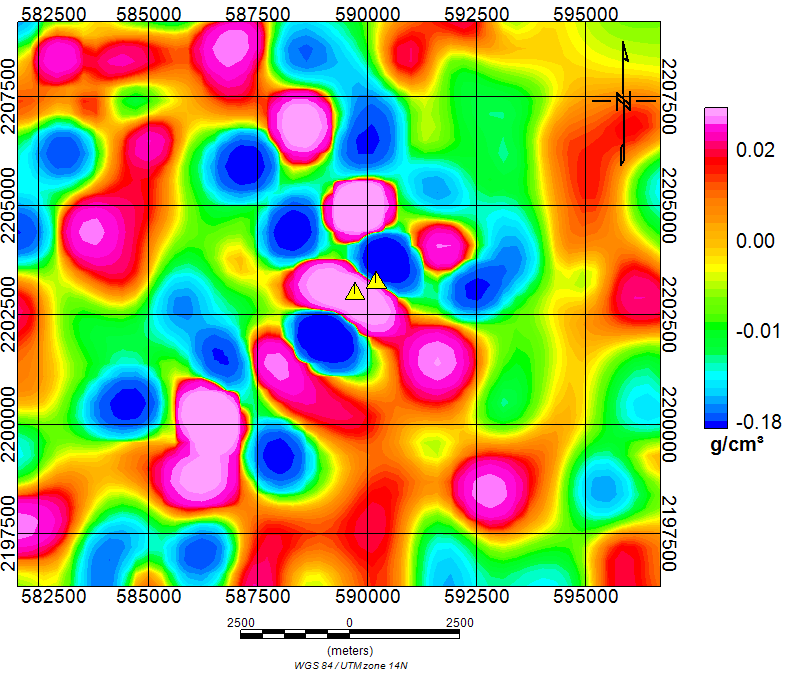 582500 585000 587500 590000 592500 595000
2207500 2207500
2205000 2205000
2202500 2202500
2200000 2200000
2197500 2197500
582500 585000 587500 590000 592500 595000
N
0.02
0.00
-0.01
-0.18
g/cm³
2500 0 2500
(meters)
WGS 84 / UTM zone 14N